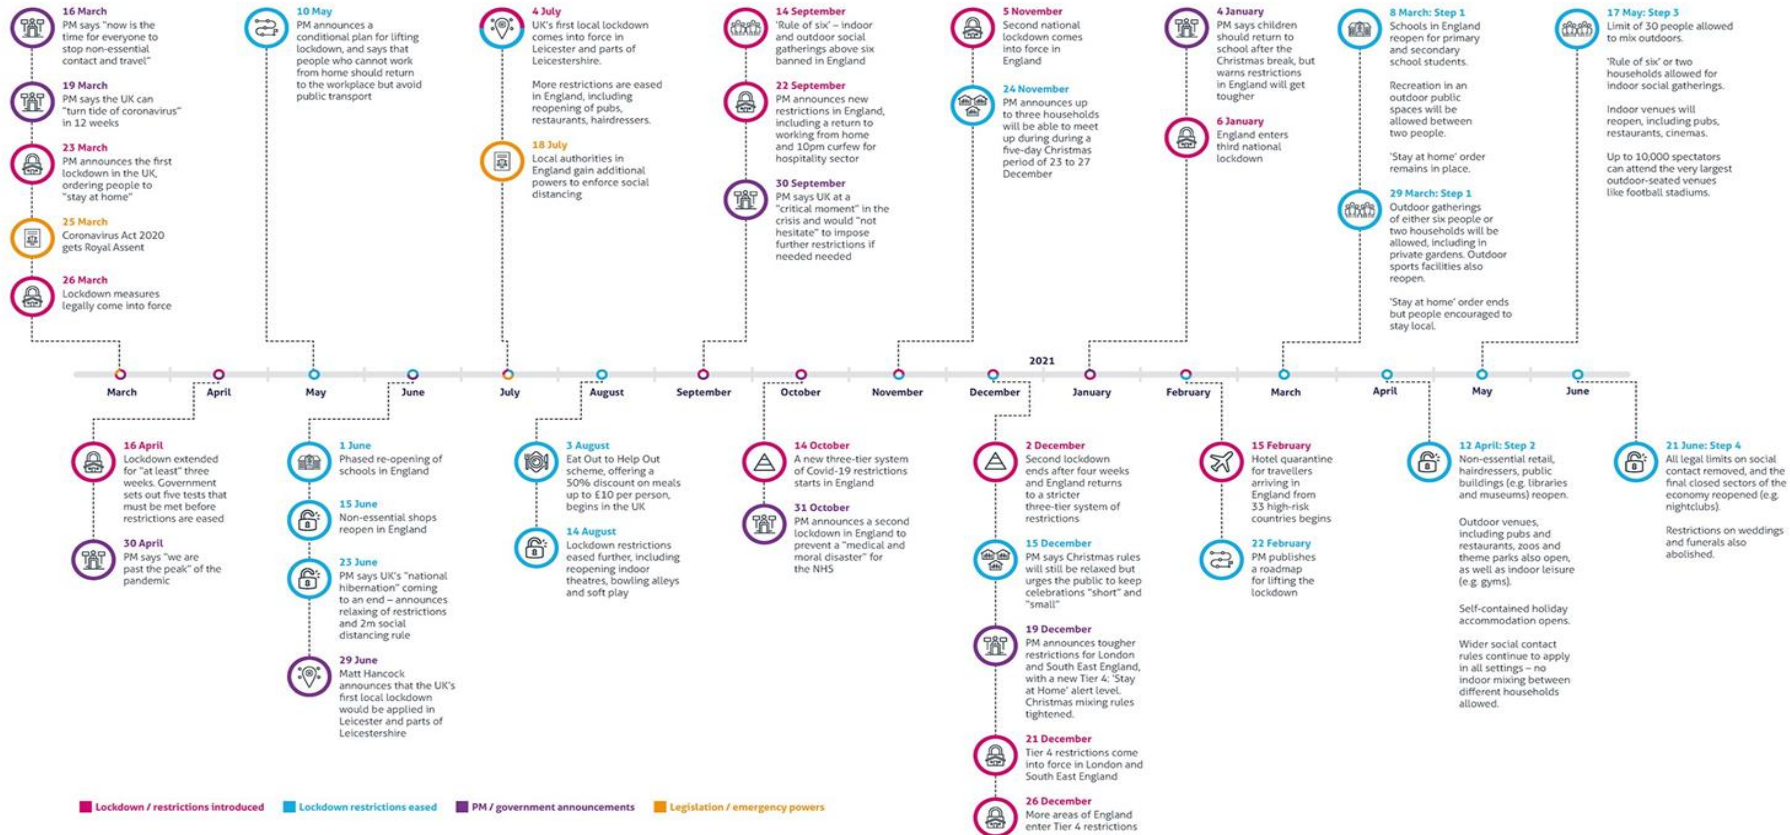 16 March
PM says "now is the
time for everyone to
stop non-essential
contact and travel"
19 March
PM says the UK can
"turn tide of coronavirus"
in 12 weeks
23 March
PM announces the first
lockdown in the UK,
ordering people to
"stay at home"
25 March
Coronavirus Act 2020
gets Royal Assent
26 March
Lockdown measures
legally come into force
10 May
PM announces a
conditional plan for lifting
lockdown, and says that
people who cannot work
from home should return
to the workplace but avoid
public transport
4 July
UK's first local lockdown
comes into force in
Leicester and parts of
Leicestershire.
More restrictions are eased
in England, including
reopening of pubs,
restaurants, hairdressers.
18 July
Local authorities in
England gain additional
powers to enforce social
distancing
14 September
'Rule of six' – indoor
and outdoor social
gatherings above six
banned in England
22 September
PM announces new
restrictions in England,
including a return to
working from home
and 10pm curfew for
hospitality sector
30 September
PM says UK at a
"critical moment" in the
crisis and would "not
hesitate" to impose
further restrictions if
needed needed
5 November
Second national
lockdown comes
into force in
England
24 November
PM announces up
to three households
will be able to meet
up during during a
five-day Christmas
period of 23 to 27
December
4 January
PM says children
should return to
school after the
Christmas break, but
warns restrictions
in England will get
tougher
6 January
England enters
third national
lockdown
8 March: Step 1
Schools in England
reopen for primary
and secondary
school students.
Recreation in an
outdoor public
spaces will be
allowed between
two people.
'Stay at home' order
remains in place.
29 March: Step 1
Outdoor gatherings
of either six people or
two households will be
allowed, including in
private gardens. Outdoor
sports facilities also
reopen.
'Stay at home' order ends
but people encouraged to
stay local.
17 May: Step 3
Limit of 30 people allowed
to mix outdoors.
'Rule of six' or two
households allowed for
indoor social gatherings.
Indoor venues will
reopen, including pubs,
restaurants, cinemas.
Up to 10,000 spectators
can attend the very largest
outdoor-seated venues
like football stadiums.
2021
March April May June July August September October November December January February March April May June
16 April
Lockdown extended
for "at least" three
weeks. Government
sets out five tests that
must be met before
restrictions are eased
30 April
PM says "we are
past the peak" of the
pandemic
1 June
Phased re-opening of
schools in England
15 June
Non-essential shops
reopen in England
23 June
PM says UK's "national
hibernation" coming
to an end – announces
relaxing of restrictions
and 2m social
distancing rule
29 June
Matt Hancock
announces that the UK's
first local lockdown
would be applied in
Leicester and parts of
Leicestershire
3 August
Eat Out to Help Out
scheme, offering a
50% discount on meals
up to £10 per person,
begins in the UK
14 August
Lockdown restrictions
eased further, including
reopening indoor
theatres, bowling alleys
and soft play
14 October
A new three-tier system
of Covid-19 restrictions
starts in England
31 October
PM announces a second
lockdown in England to
prevent a "medical and
moral disaster" for
the NHS
2 December
Second lockdown
ends after four weeks
and England returns
to a stricter
three-tier system of
restrictions
15 December
PM says Christmas rules
will still be relaxed but
urges the public to keep
celebrations "short" and
"small"
19 December
PM announces tougher
restrictions for London
and South East England,
with a new Tier 4: 'Stay
at Home' alert level.
Christmas mixing rules
tightened.
21 December
Tier 4 restrictions come
into force in London and
South East England
26 December
More areas of England
enter Tier 4 restrictions
15 February
Hotel quarantine
for travellers
arriving in
England from
33 high-risk
countries begins
22 February
PM publishes
a roadmap
for lifting the
lockdown
12 April: Step 2
Non-essential retail,
hairdressers, public
buildings (e.g. libraries
and museums) reopen.
Outdoor venues,
including pubs and
restaurants, zoos and
theme parks also open,
as well as indoor leisure
(e.g. gyms).
Self-contained holiday
accommodation opens.
Wider social contact
rules continue to apply
in all settings – no
indoor mixing between
different households
allowed.
21 June: Step 4
All legal limits on social
contact removed, and the
final closed sectors of the
economy reopened (e.g.
nightclubs).
Restrictions on weddings
and funerals also
abolished.
Lockdown / restrictions introduced
Lockdown restrictions eased
PM / government announcements
Legislation / emergency powers